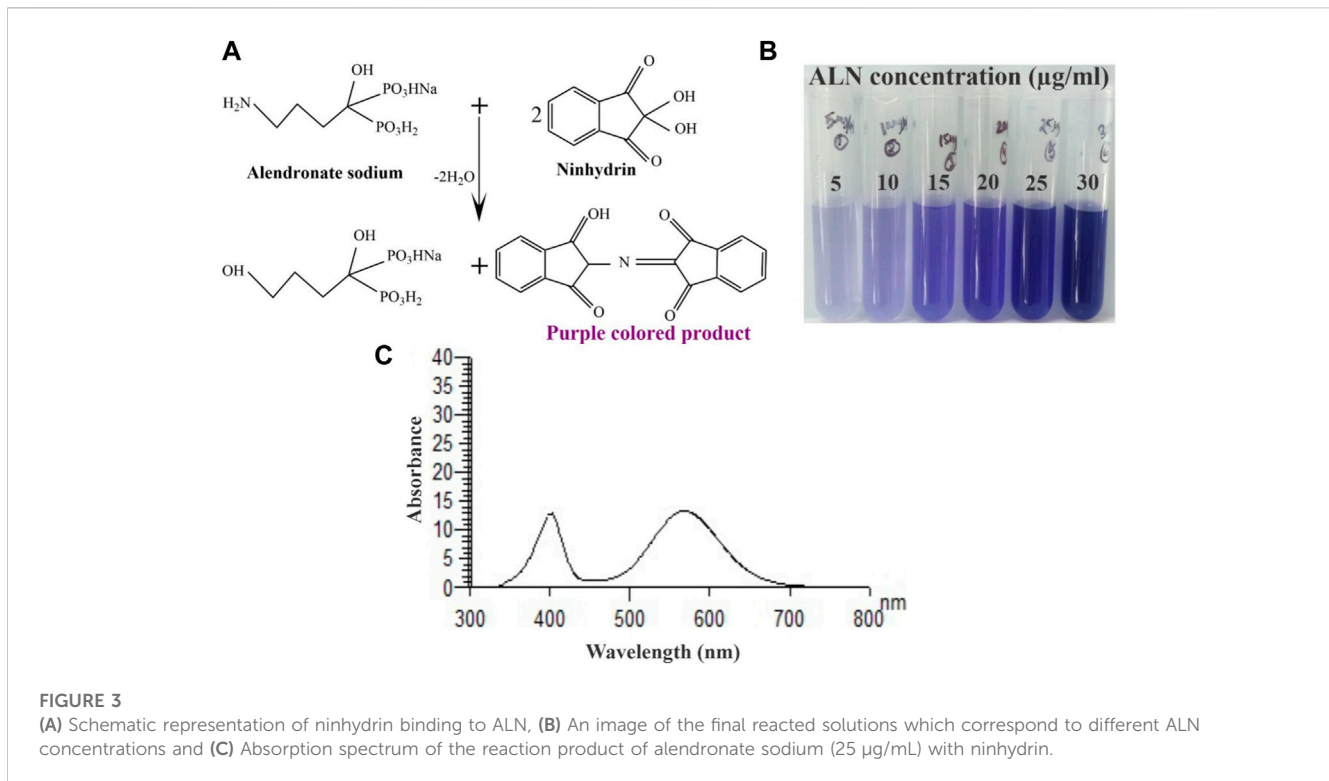 A
OH
H₂N
PO₃HNa
PO₃H₂
Alendronate sodium
+
2
O
OH
OH
O
Ninhydrin
-2H₂O
OH
OH
PO₃HNa
PO₃H₂
+
OH
O
N
O
O
Purple colored product
B
ALN concentration (µg/ml)
5 10 15 20 25 30
C
Absorbance
40
35
30
25
20
15
10
5
0
300 400 500 600 700 800 nm
Wavelength (nm)
FIGURE 3
(A) Schematic representation of ninhydrin binding to ALN, (B) An image of the final reacted solutions which correspond to different ALN
concentrations and (C) Absorption spectrum of the reaction product of alendronate sodium (25 µg/mL) with ninhydrin.